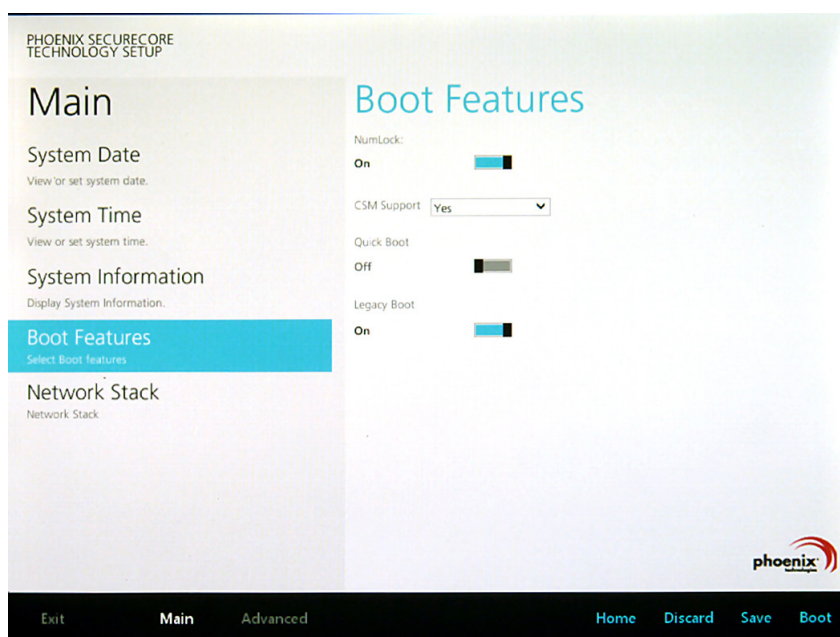 PHOENIX SECURECORE
TECHNOLOGY SETUP
Main
System Date
View or set system date.
System Time
View or set system time.
System Information
Display System Information.
Boot Features
Select Boot features
Network Stack
Network Stack
Boot Features
NumLock:
On
CSM Support Yes
Quick Boot
Off
Legacy Boot
On
phoenix
technologies
Exit Main Advanced Home Discard Save Boot